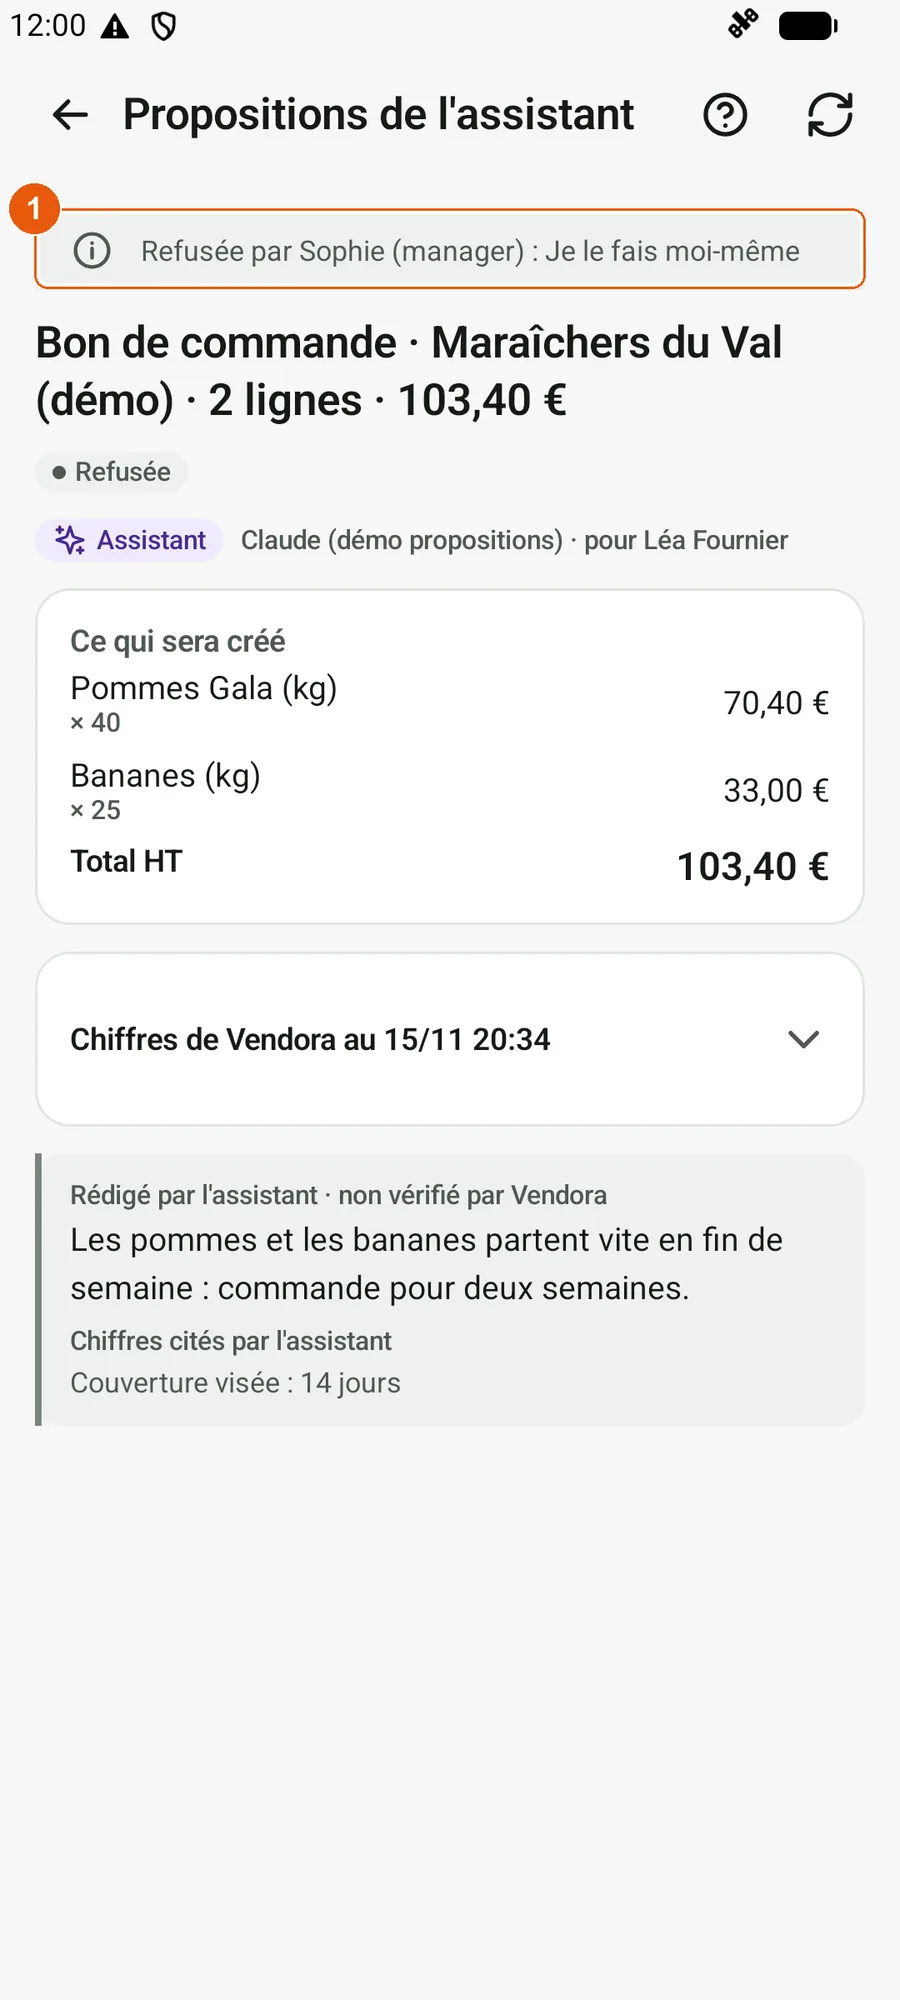 12:00
Propositions de l'assistant
1
Refusée par Sophie (manager) : Je le fais moi-même
Bon de commande · Maraîchers du Val
(démo) · 2 lignes · 103,40 €
Refusée
Assistant
Claude (démo propositions) · pour Léa Fournier
Ce qui sera créé
Pommes Gala (kg)
× 40
70,40 €
Bananes (kg)
× 25
33,00 €
Total HT
103,40 €
Chiffres de Vendora au 15/11 20:34
Rédigé par l'assistant · non vérifié par Vendora
Les pommes et les bananes partent vite en fin de
semaine : commande pour deux semaines.
Chiffres cités par l'assistant
Couverture visée : 14 jours